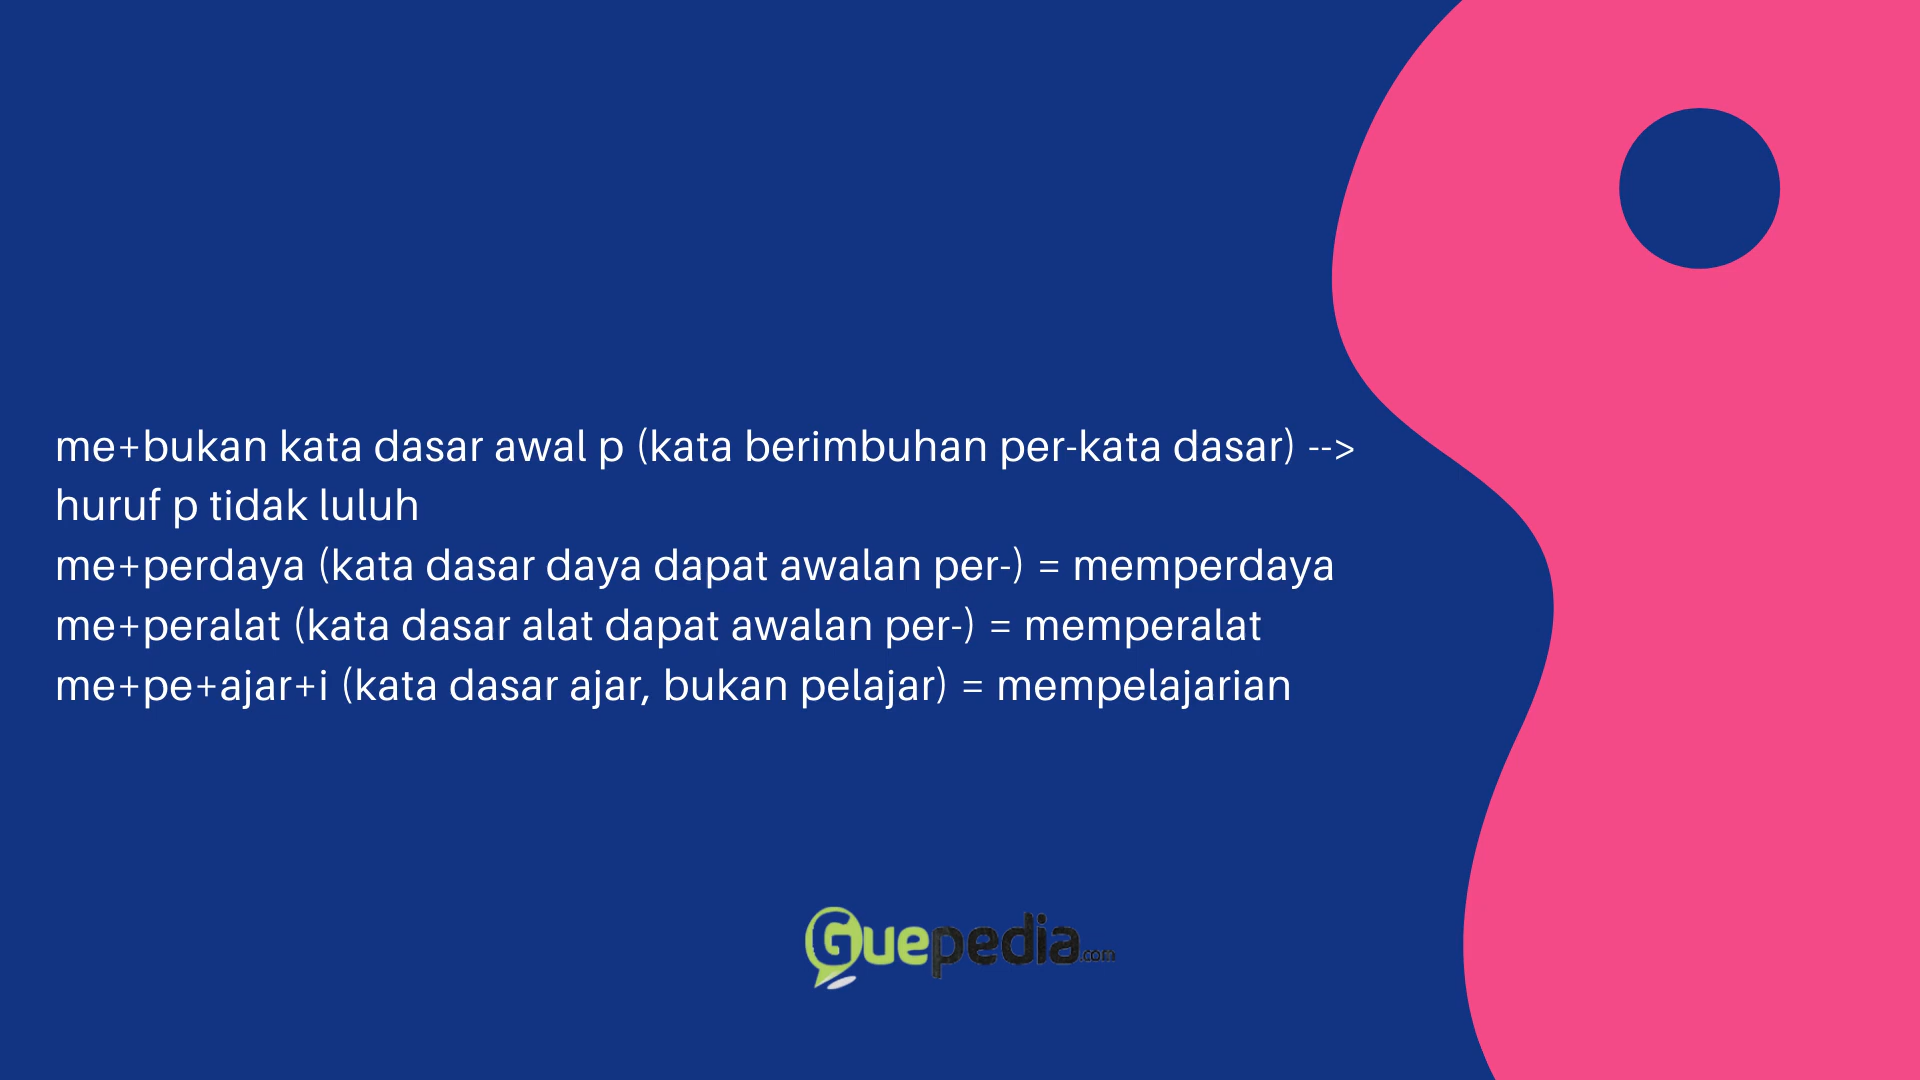 me+bukan kata dasar awal p (kata berimbuhan per-kata dasar) -->
huruf p tidak luluh
me+perdaya (kata dasar daya dapat awalan per-) = memperdaya
me+peralat (kata dasar alat dapat awalan per-) = memperalat
me+pe+ajar+i (kata dasar ajar, bukan pelajar) = mempelajarian
Guepedia.com